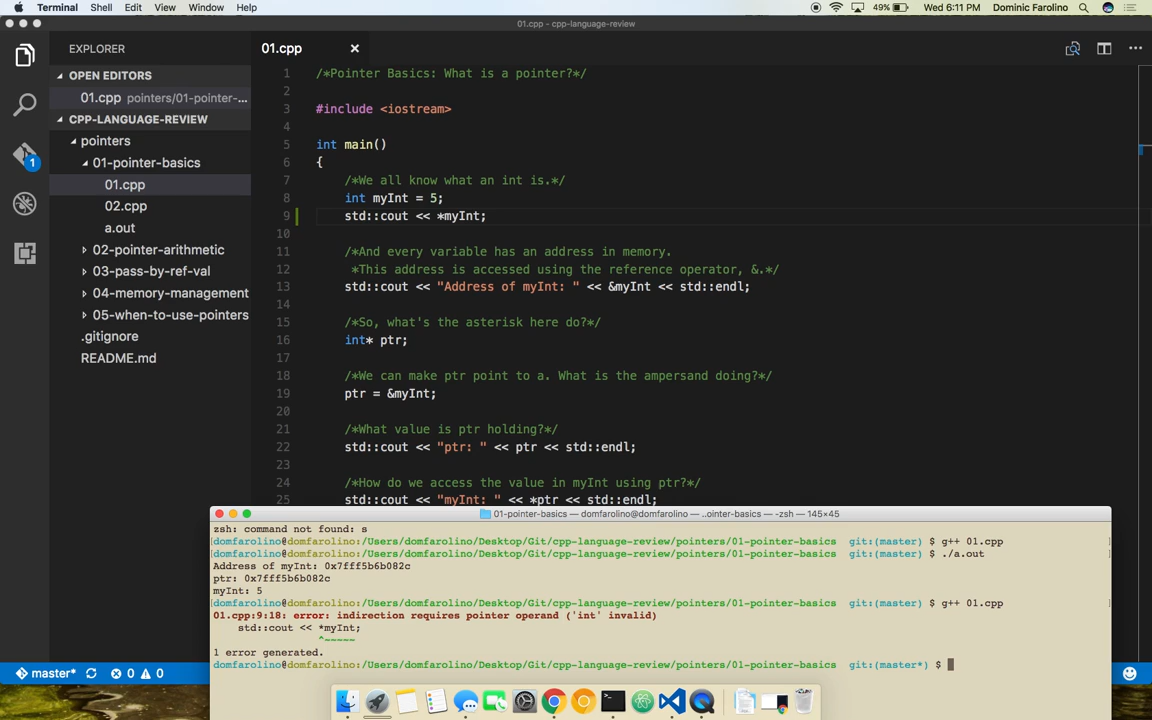 Terminal Shell Edit View Window Help 49% Wed 6:11 PM Dominic Farolino
01.cpp - cpp-language-review
EXPLORER
OPEN EDITORS
01.cpp pointers/01-pointer-...
CPP-LANGUAGE-REVIEW
pointers
01-pointer-basics
01.cpp
02.cpp
a.out
02-pointer-arithmetic
03-pass-by-ref-val
04-memory-management
05-when-to-use-pointers
.gitignore
README.md
1
01.cpp
1 /*Pointer Basics: What is a pointer?*/
2
3 #include <iostream>
4
5 int main()
6 {
7 /*We all know what an int is.*/
8 int myInt = 5;
9 std::cout << *myInt;
10
11 /*And every variable has an address in memory.
12 *This address is accessed using the reference operator, &.*/
13 std::cout << "Address of myInt: " << &myInt << std::endl;
14
15 /*So, what's the asterisk here do?*/
16 int* ptr;
17
18 /*We can make ptr point to a. What is the ampersand doing?*/
19 ptr = &myInt;
20
21 /*What value is ptr holding?*/
22 std::cout << "ptr: " << ptr << std::endl;
23
24 /*How do we access the value in myInt using ptr?*/
25 std::cout << "myInt: " << *ptr << std::endl;
01-pointer-basics — domfarolino@domfarolino — ..ointer-basics — -zsh — 145×45
zsh: command not found: s
[domfarolino@domfarolino:/Users/domfarolino/Desktop/Git/cpp-language-review/pointers/01-pointer-basics git:(master) $ g++ 01.cpp ]
[domfarolino@domfarolino:/Users/domfarolino/Desktop/Git/cpp-language-review/pointers/01-pointer-basics git:(master) $ ./a.out ]
Address of myInt: 0x7fff5b6b082c
ptr: 0x7fff5b6b082c
myInt: 5
[domfarolino@domfarolino:/Users/domfarolino/Desktop/Git/cpp-language-review/pointers/01-pointer-basics git:(master) $ g++ 01.cpp ]
01.cpp:9:18: error: indirection requires pointer operand ('int' invalid)
std::cout << *myInt;
^~~~~~
1 error generated.
domfarolino@domfarolino:/Users/domfarolino/Desktop/Git/cpp-language-review/pointers/01-pointer-basics git:(master*) $
master* 0 0